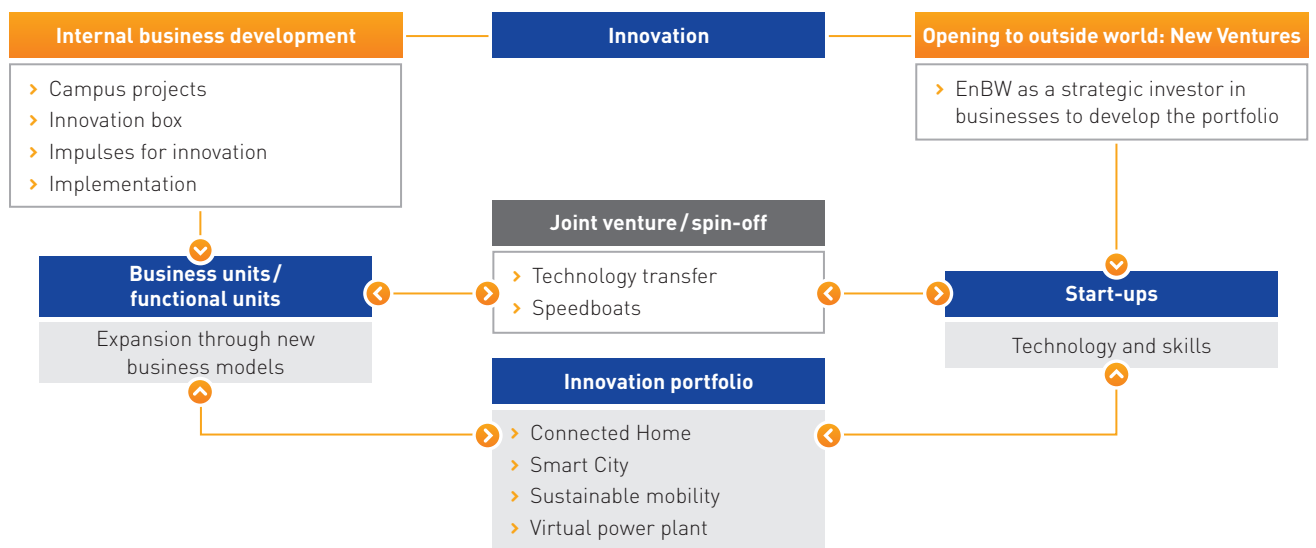 Internal business development
Innovation
Opening to outside world: New Ventures
Campus projects
Innovation box
Impulses for innovation
Implementation
EnBW as a strategic investor in
businesses to develop the portfolio
Joint venture / spin-off
Technology transfer
Speedboats
Business units /
functional units
Expansion through new
business models
Start-ups
Technology and skills
Innovation portfolio
Connected Home
Smart City
Sustainable mobility
Virtual power plant